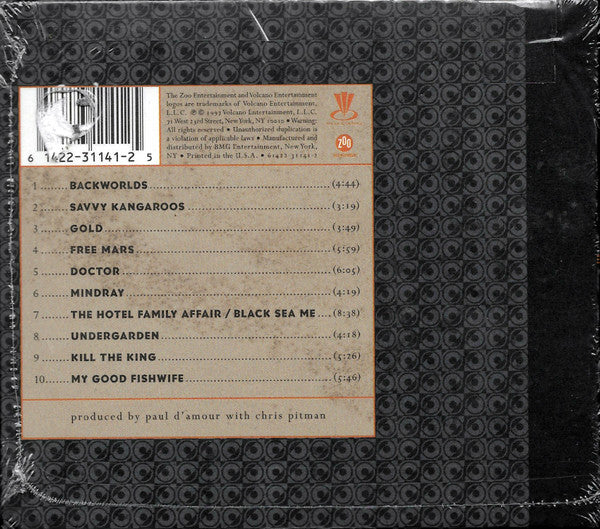 The Zoo Entertainment and Volcano Entertainment
logos are trademarks of Volcano Entertainment,
L.L.C. ℗ © 1997 Volcano Entertainment, L.L.C.
71 West 23rd Street, New York, NY 10010 • Warning:
All rights reserved • Unauthorized duplication is
a violation of applicable laws • Manufactured and
distributed by BMG Entertainment, New York,
NY • Printed in the U.S.A. • 61422 31141-2
ZOO
6 1422-31141-2 5
1 ....... BACKWORLDS ....... (4:44)
2 ....... SAVVY KANGAROOS ....... (3:19)
3 ....... GOLD ....... (3:49)
4 ....... FREE MARS ....... (5:59)
5 ....... DOCTOR ....... (6:05)
6 ....... MINDRAY ....... (4:19)
7 ....... THE HOTEL FAMILY AFFAIR / BLACK SEA ME ... (8:38)
8 ....... UNDERGARDEN ....... (4:18)
9 ....... KILL THE KING ....... (5:26)
10 ...... MY GOOD FISHWIFE ....... (5:46)
produced by paul d'amour with chris pitman